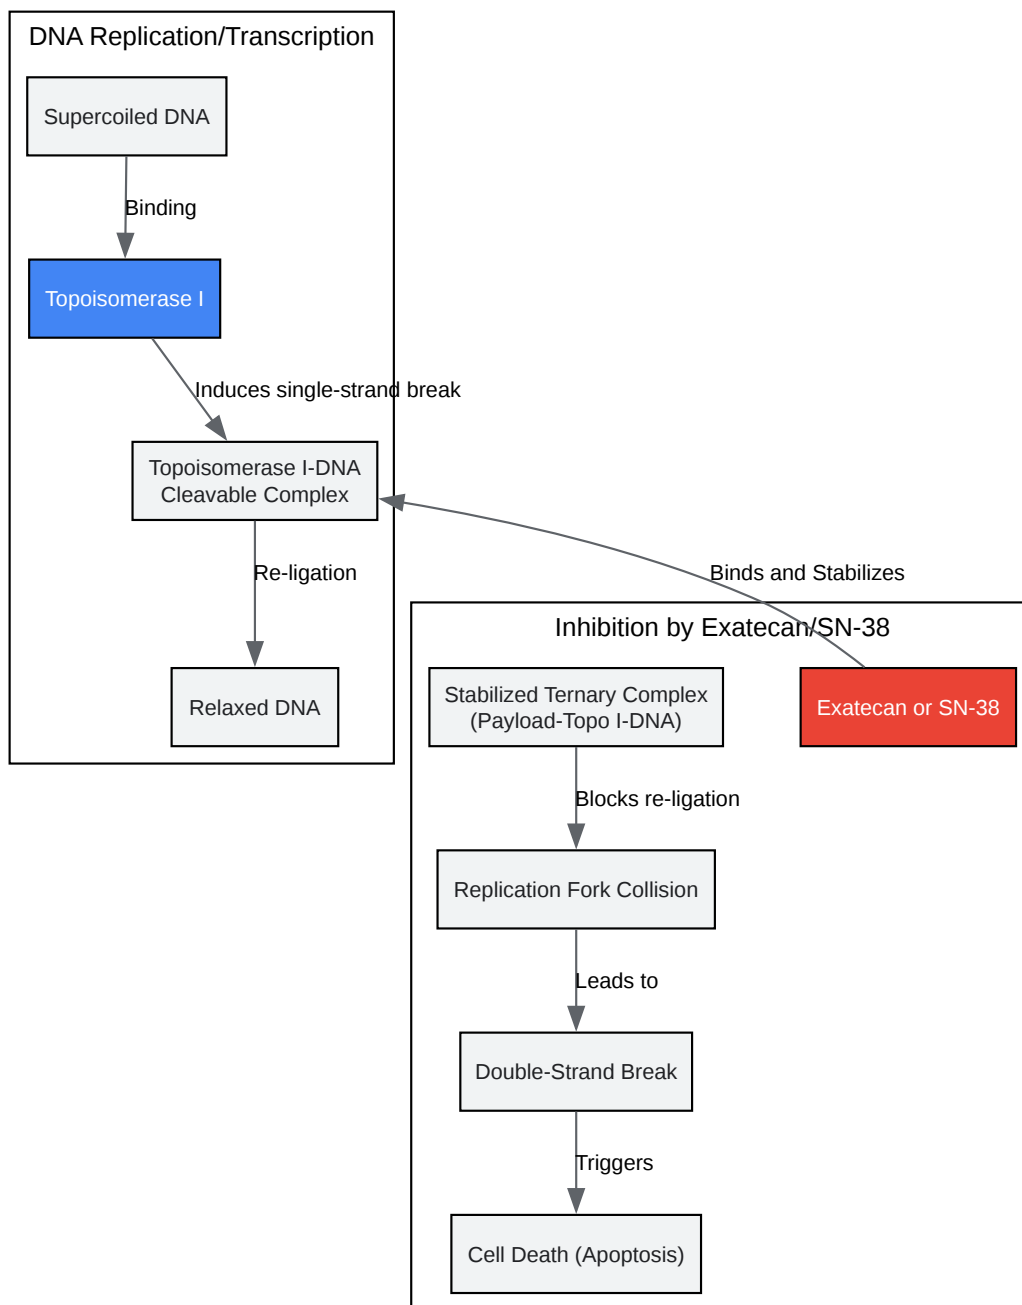 DNA Replication/Transcription
Supercoiled DNA
Binding
Topoisomerase I
Induces single-strand break
Topoisomerase I-DNA
Cleavable Complex
Re-ligation
Relaxed DNA
Binds and Stabilizes
Inhibition by Exatecan/SN-38
Stabilized Ternary Complex
(Payload-Topo I-DNA)
Exatecan or SN-38
Blocks re-ligation
Replication Fork Collision
Leads to
Double-Strand Break
Triggers
Cell Death (Apoptosis)